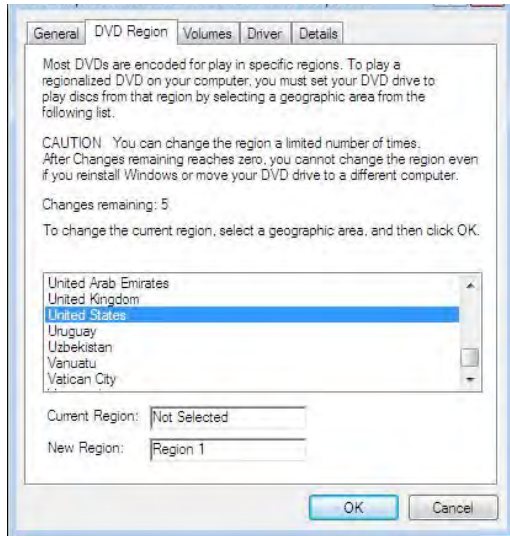 General DVD Region Volumes Driver Details
Most DVDs are encoded for play in specific regions. To play a
regionalized DVD on your computer, you must set your DVD drive to
play discs from that region by selecting a geographic area from the
following list.
CAUTION You can change the region a limited number of times.
After Changes remaining reaches zero, you cannot change the region even
if you reinstall Windows or move your DVD drive to a different computer.
Changes remaining: 5
To change the current region, select a geographic area, and then click OK.
United Arab Emirates
United Kingdom
United States
Uruguay
Uzbekistan
Vanuatu
Vatican City
Current Region: Not Selected
New Region: Region 1
OK Cancel